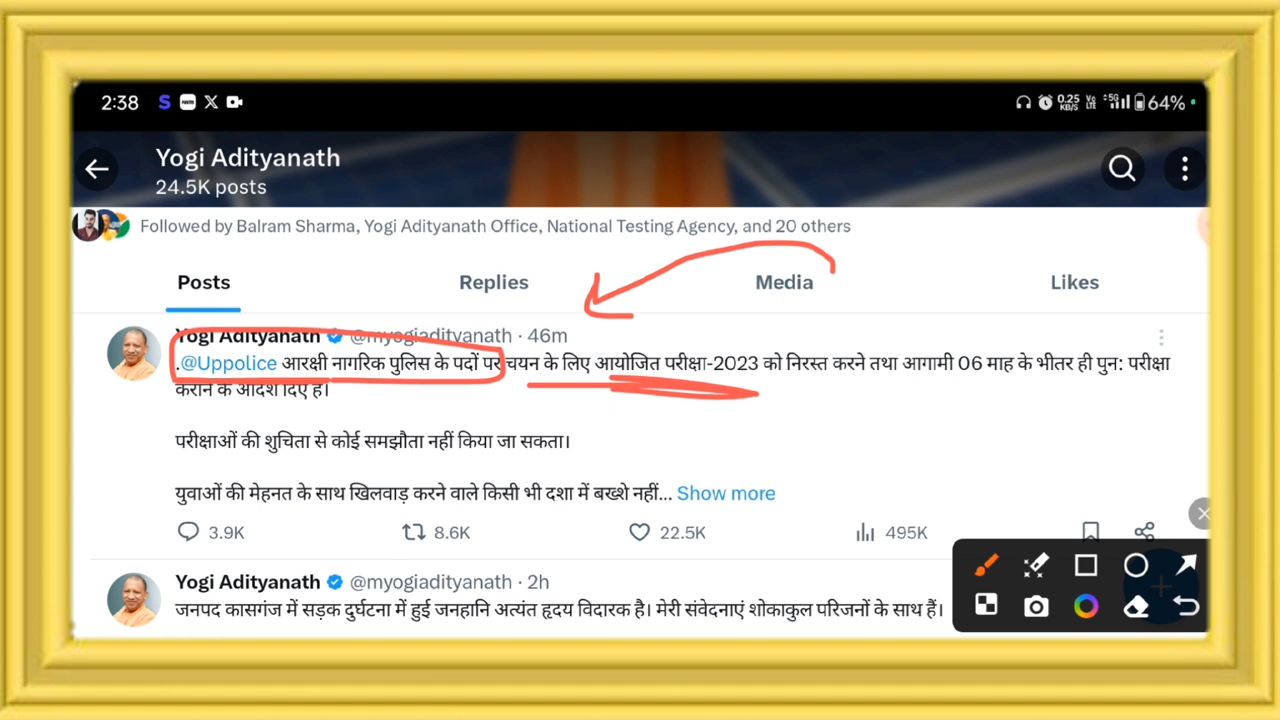 2:38 S Paytm X 0.25 KB/S Vo LTE 5G 64%
Yogi Adityanath
24.5K posts
Followed by Balram Sharma, Yogi Adityanath Office, National Testing Agency, and 20 others
Posts Replies Media Likes
Yogi Adityanath @myogiadityanath · 46m
.@Uppolice आरक्षी नागरिक पुलिस के पदों पर चयन के लिए आयोजित परीक्षा-2023 को निरस्त करने तथा आगामी 06 माह के भीतर ही पुन: परीक्षा
कराने के आदेश दिए हैं।
परीक्षाओं की शुचिता से कोई समझौता नहीं किया जा सकता।
युवाओं की मेहनत के साथ खिलवाड़ करने वाले किसी भी दशा में बख्शे नहीं... Show more
3.9K 8.6K 22.5K 495K
Yogi Adityanath @myogiadityanath · 2h
जनपद कासगंज में सड़क दुर्घटना में हुई जनहानि अत्यंत हृदय विदारक है। मेरी संवेदनाएं शोकाकुल परिजनों के साथ हैं।